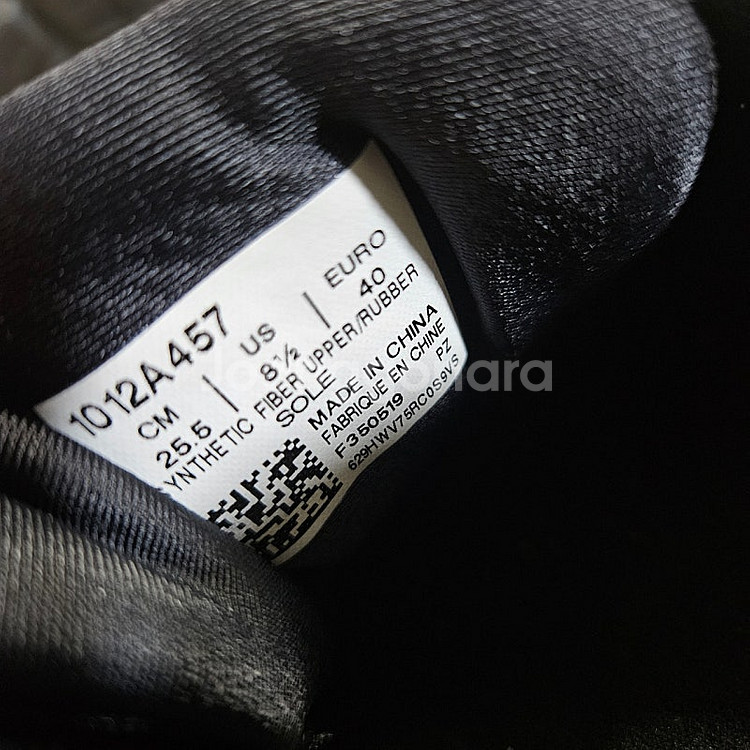 1012A457
CM | US | EURO
25.5 | 8½ | 40
YNTHETIC FIBER UPPER/RUBBER
SOLE
MADE IN CHINA
FABRIQUE EN CHINE
F350519 PZ
629HWV75RC0S9VS